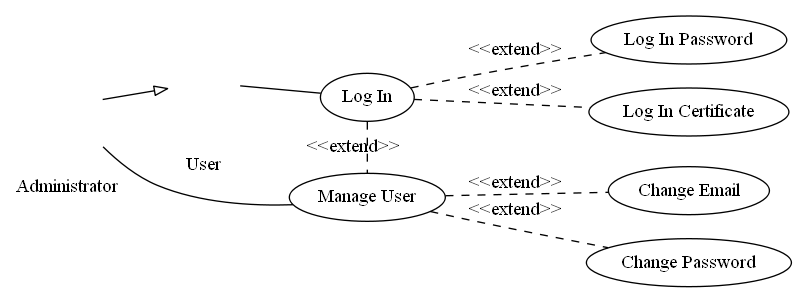 <<extend>>
Log In Password
<<extend>>
Log In
Log In Certificate
<<extend>>
User
Administrator
<<extend>>
Manage User
Change Email
<<extend>>
Change Password